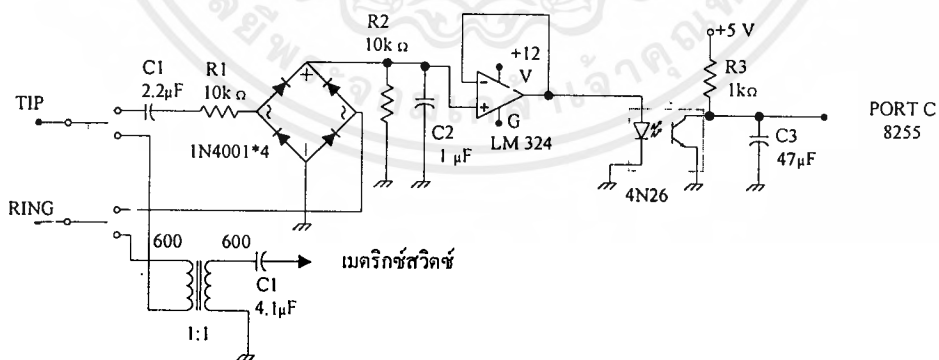 R2
10k Ω
+12
V
+5 V
R3
1kΩ
C1
2.2µF
R1
10k Ω
TIP
+
~
~
−
1N4001*4
C2
1 µF
-
+
G
LM 324
4N26
C3
47µF
PORT C
8255
RING
600
600
C1
4.1µF
1:1
เมตริกซ์สวิตซ์